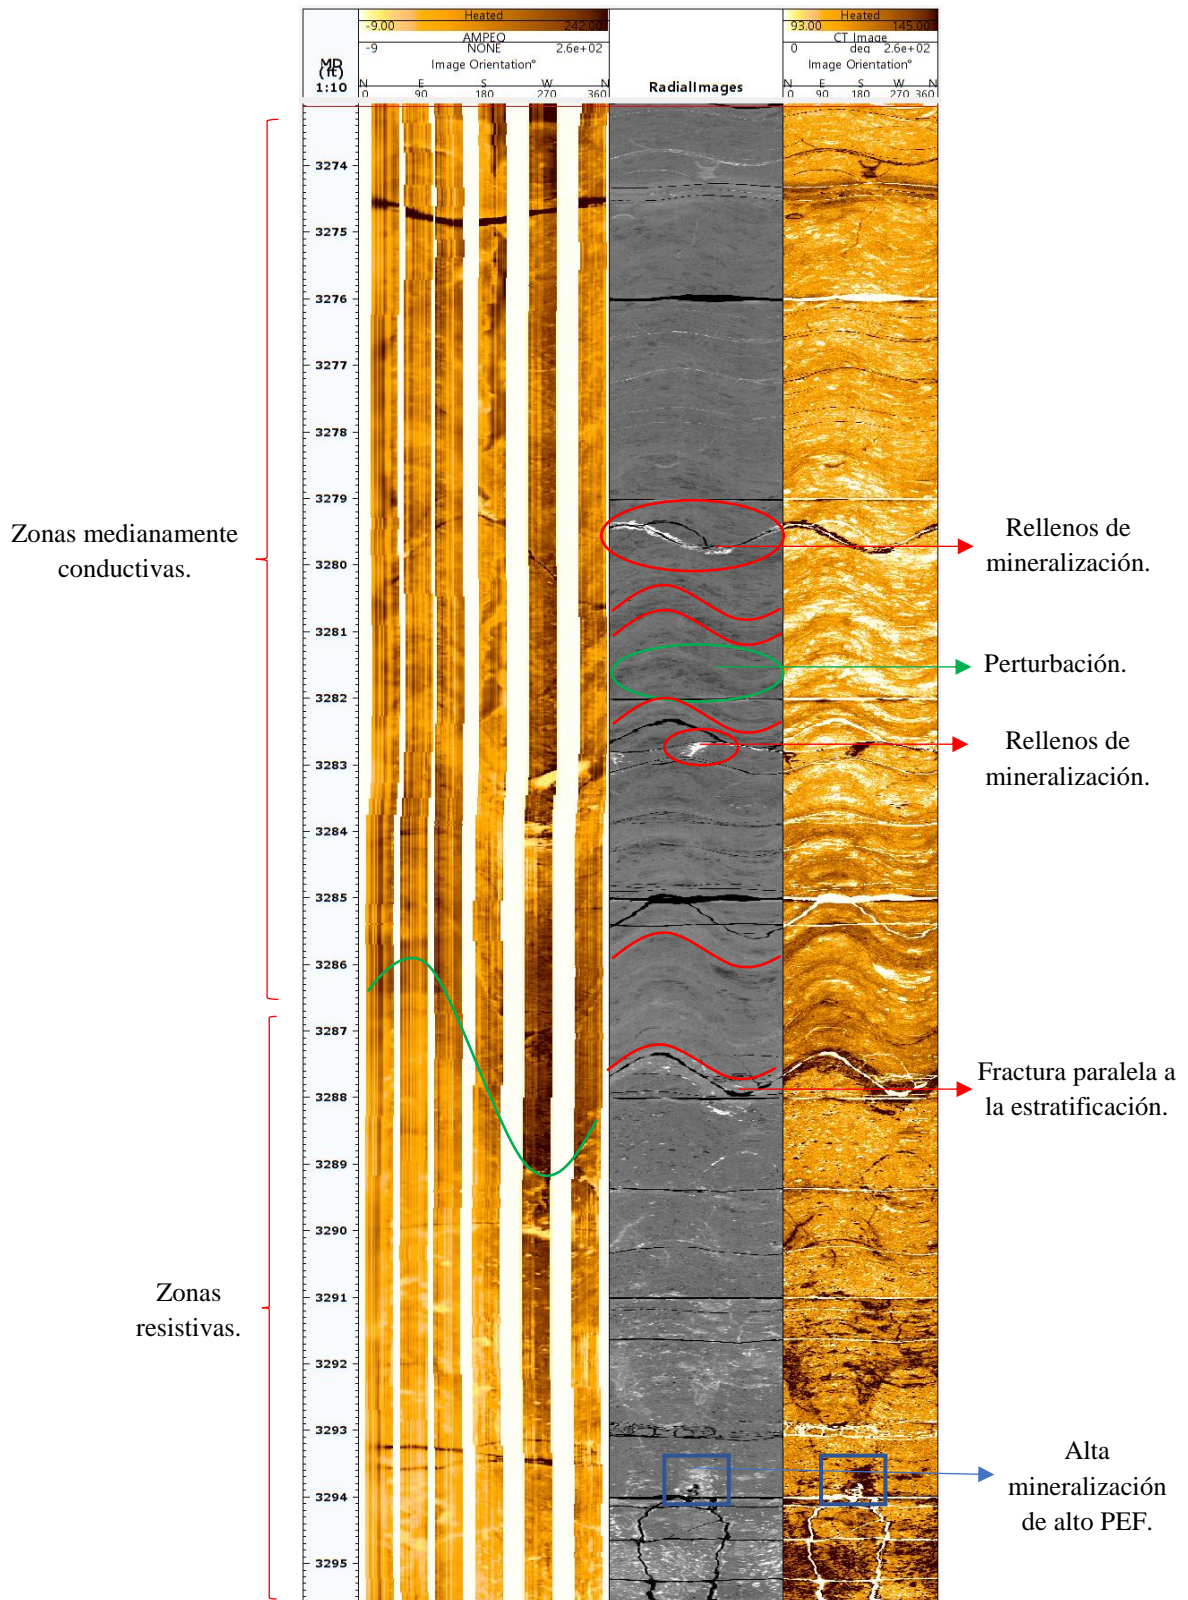 Heated
-9.00 242.00
AMPEQ
-9 NONE 2.6e+02
Image Orientation°
N E S W N
0 90 180 270 360
MD
(ft)
1:10
RadialImages
Heated
93.00 145.00
CT Image
0 deg 2.6e+02
Image Orientation°
N E S W N
0 90 180 270 360
3274
3275
3276
3277
3278
3279
3280
3281
3282
3283
3284
3285
3286
3287
3288
3289
3290
3291
3292
3293
3294
3295
Zonas medianamente
conductivas.
Zonas
resistivas.
Rellenos de
mineralización.
Perturbación.
Rellenos de
mineralización.
Fractura paralela a
la estratificación.
Alta
mineralización
de alto PEF.